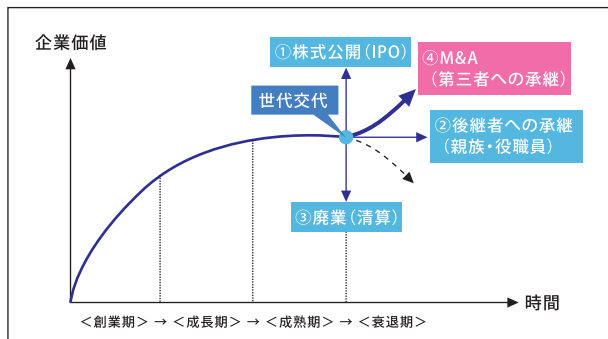 企業価値
①株式公開(IPO)
④M&A
(第三者への承継)
世代交代
②後継者への承継
(親族・役職員)
③廃業(清算)
時間
<創業期> → <成長期> → <成熟期> → <衰退期>